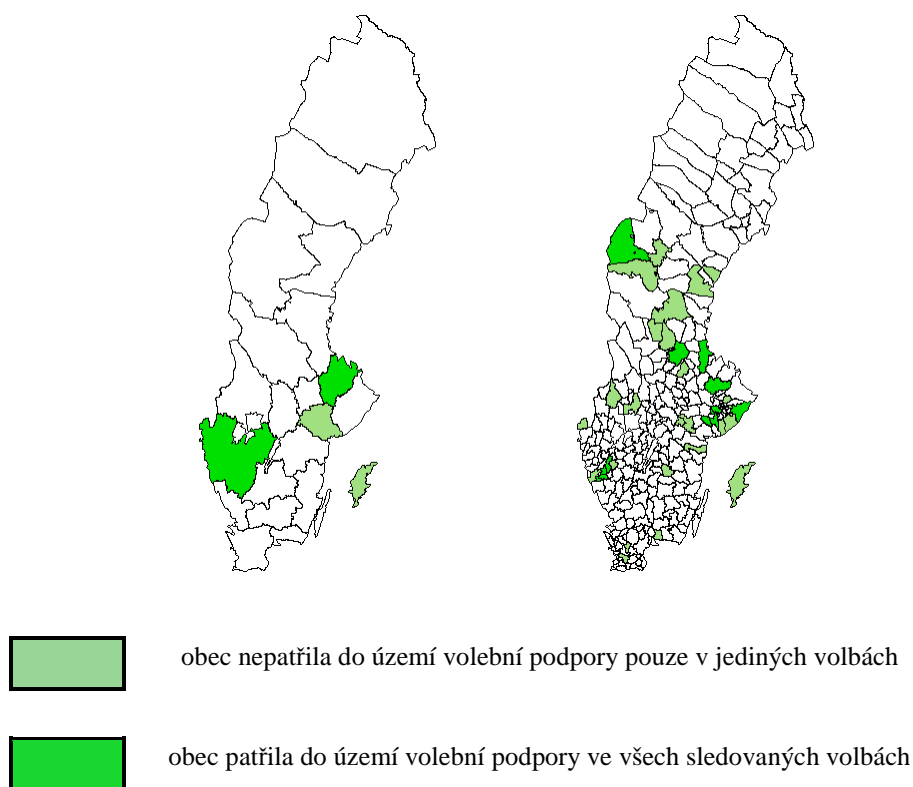 obec nepatřila do území volební podpory pouze v jediných volbách
obec patřila do území volební podpory ve všech sledovaných volbách